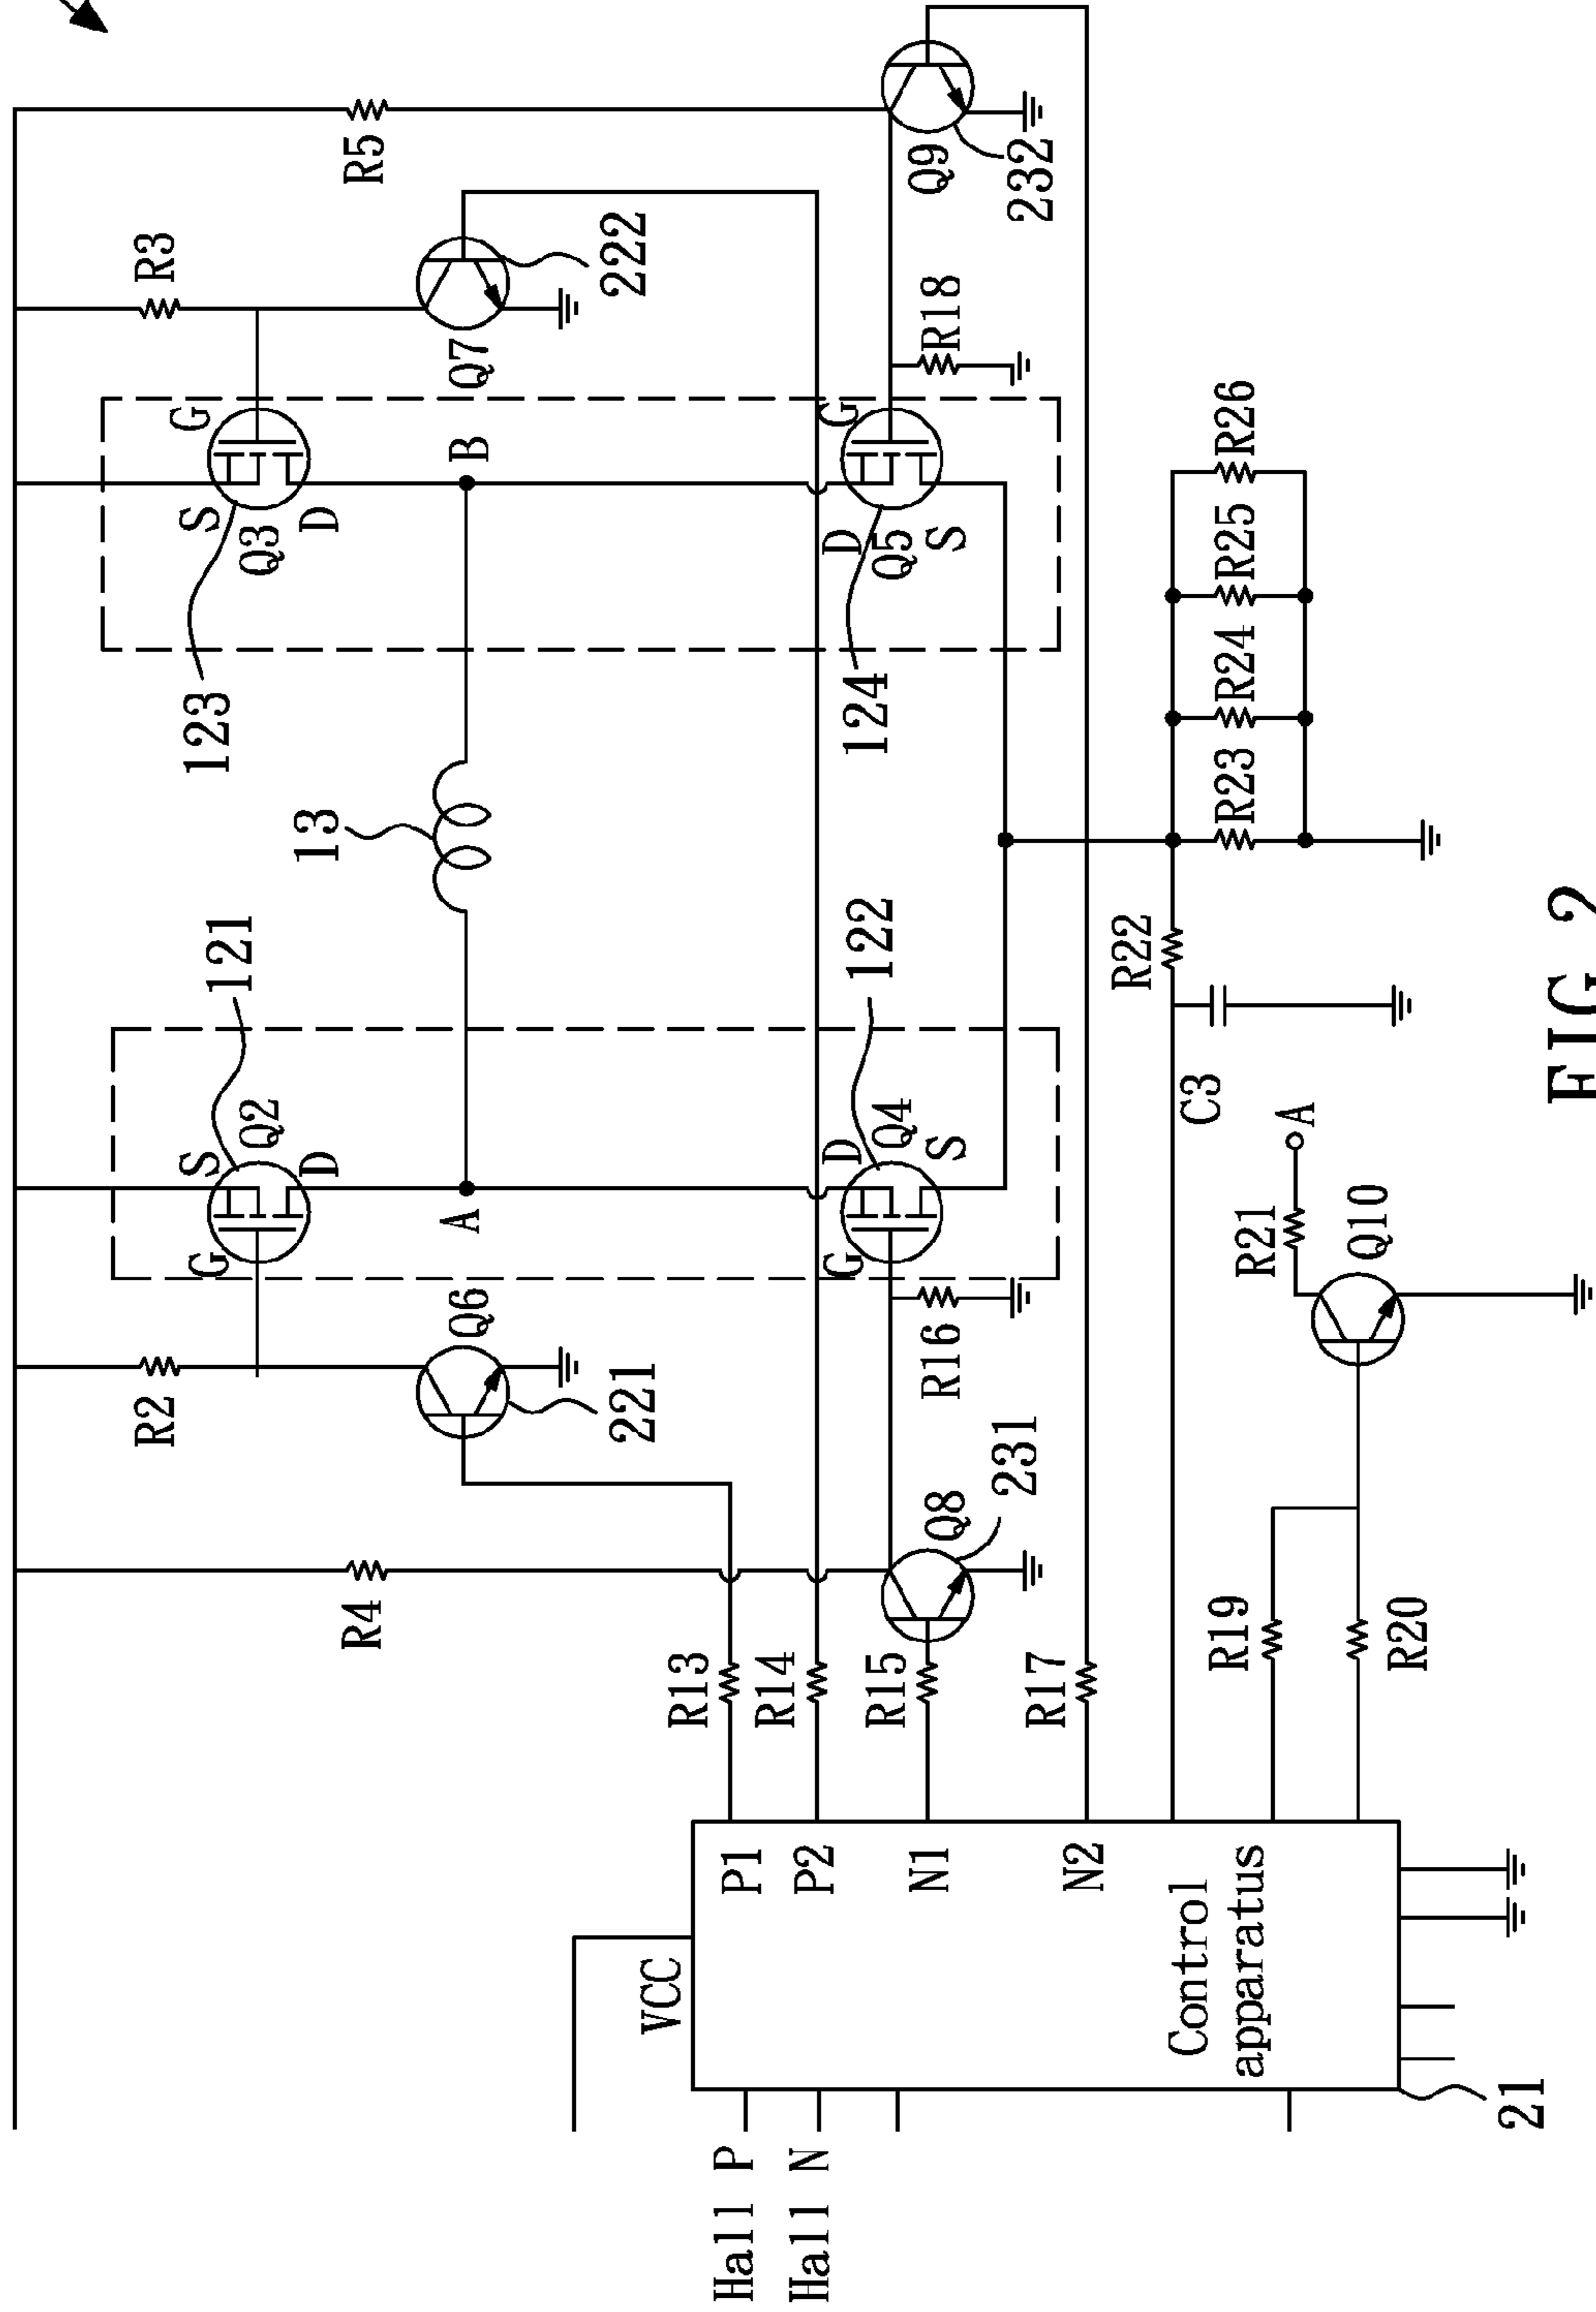 R2
R4
R3
R5
S
Q2
D
G
121
13
123
S
Q3
D
G
A
B
Q6
221
Q7
222
R13
R14
R15
R17
Q8
231
R16
G
D
Q4
S
122
124
D
Q5
S
G
R18
Q9
232
VCC
P1
P2
N1
N2
Control
apparatus
Hall P
Hall N
21
R19
R20
R21
A
Q10
C3
R22
R23
R24
R25
R26
FIG 2